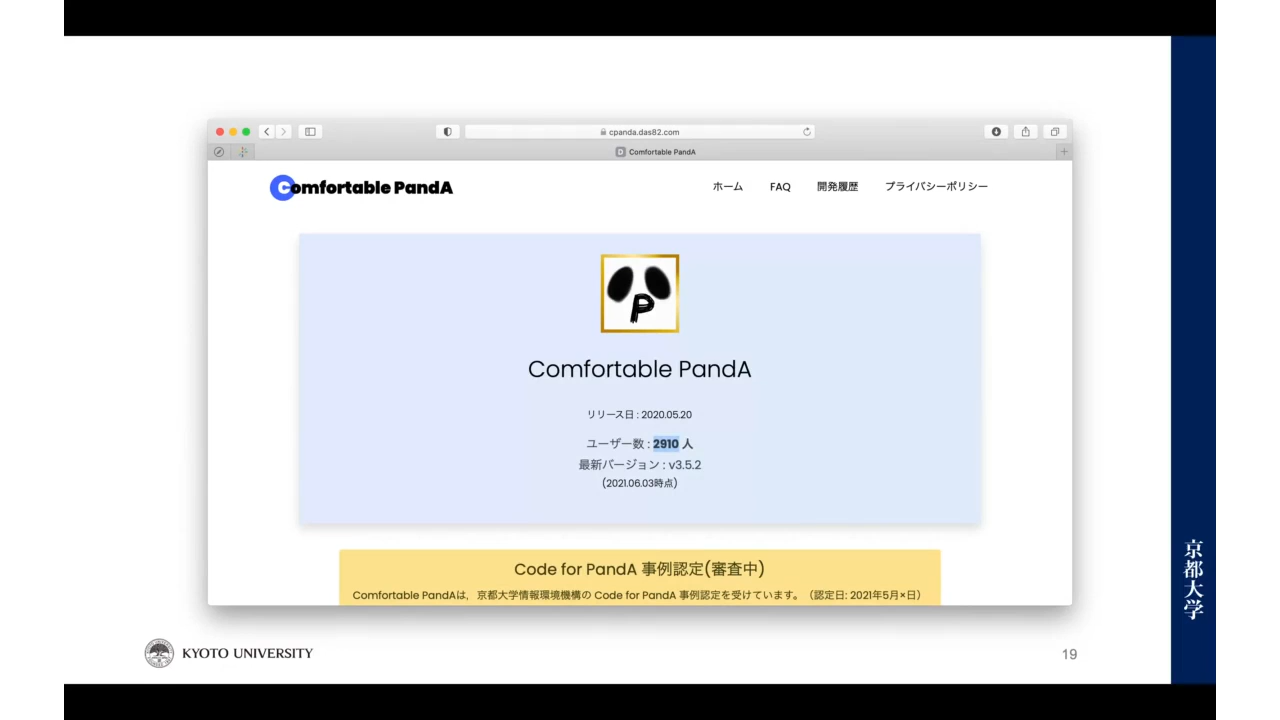 cpanda.das82.com
Comfortable PandA
Comfortable PandA
ホーム FAQ 開発履歴 プライバシーポリシー
P
Comfortable PandA
リリース日 : 2020.05.20
ユーザー数 : 2910 人
最新バージョン : v3.5.2
(2021.06.03時点)
Code for PandA 事例認定(審査中)
Comfortable PandAは、京都大学情報環境機構の Code for PandA 事例認定を受けています。（認定日: 2021年5月×日）
京都大学
KYOTO UNIVERSITY
19